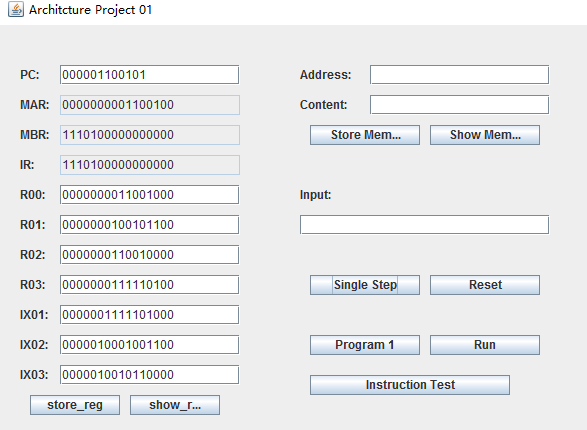 Architcture Project 01
PC: 000001100101
MAR: 0000000001100100
MBR: 1110100000000000
IR: 1110100000000000
R00: 0000000011001000
R01: 0000000100101100
R02: 0000000110010000
R03: 0000000111110100
IX01: 0000001111101000
IX02: 0000010001001100
IX03: 0000010010110000
store_reg show_r...
Address:
Content:
Store Mem... Show Mem...
Input:
Single Step Reset
Program 1 Run
Instruction Test